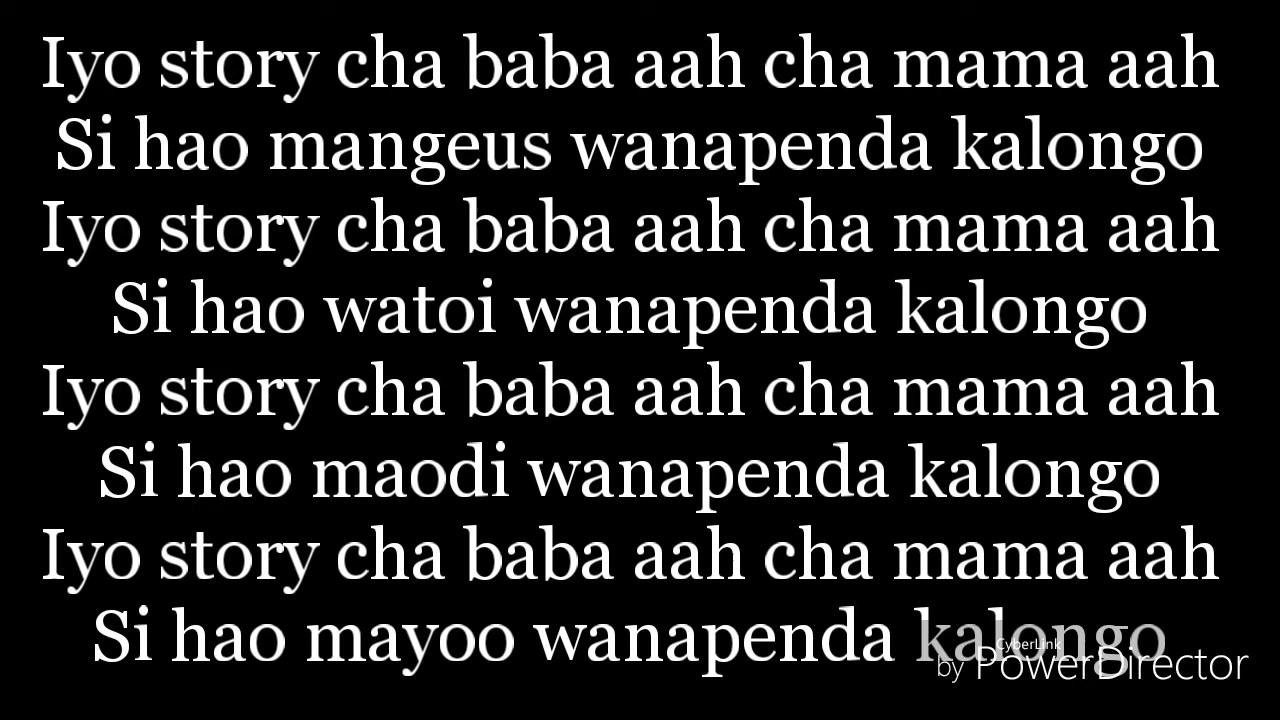 Iyo story cha baba aah cha mama aah
Si hao mangeus wanapenda kalongo
Iyo story cha baba aah cha mama aah
Si hao watoi wanapenda kalongo
Iyo story cha baba aah cha mama aah
Si hao maodi wanapenda kalongo
Iyo story cha baba aah cha mama aah
Si hao mayoo wanapenda kalongo
CyberLink
by PowerDirector